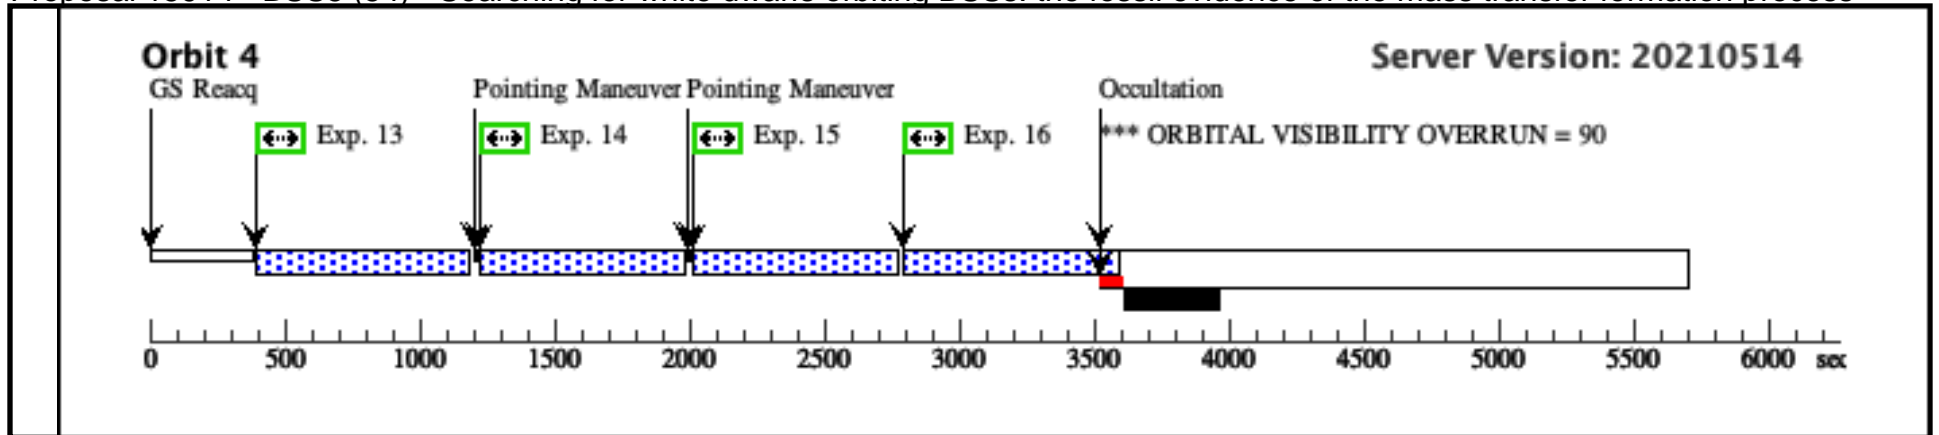 Orbit 4
Server Version: 20210514
GS Reacq
Pointing Maneuver Pointing Maneuver
Occultation
Exp. 13
Exp. 14
Exp. 15
Exp. 16
*** ORBITAL VISIBILITY OVERRUN = 90
0 500 1000 1500 2000 2500 3000 3500 4000 4500 5000 5500 6000 sec